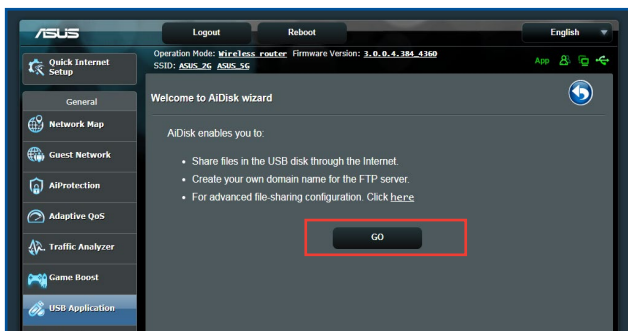 ASUS
Logout
Reboot
English
Quick Internet
Setup
Operation Mode: Wireless router Firmware Version: 3.0.0.4.384_4360
SSID: ASUS_2G ASUS_5G
App
General
Network Map
Guest Network
AiProtection
Adaptive QoS
Traffic Analyzer
Game Boost
USB Application
Welcome to AiDisk wizard
AiDisk enables you to:
• Share files in the USB disk through the Internet.
• Create your own domain name for the FTP server.
• For advanced file-sharing configuration. Click here
GO